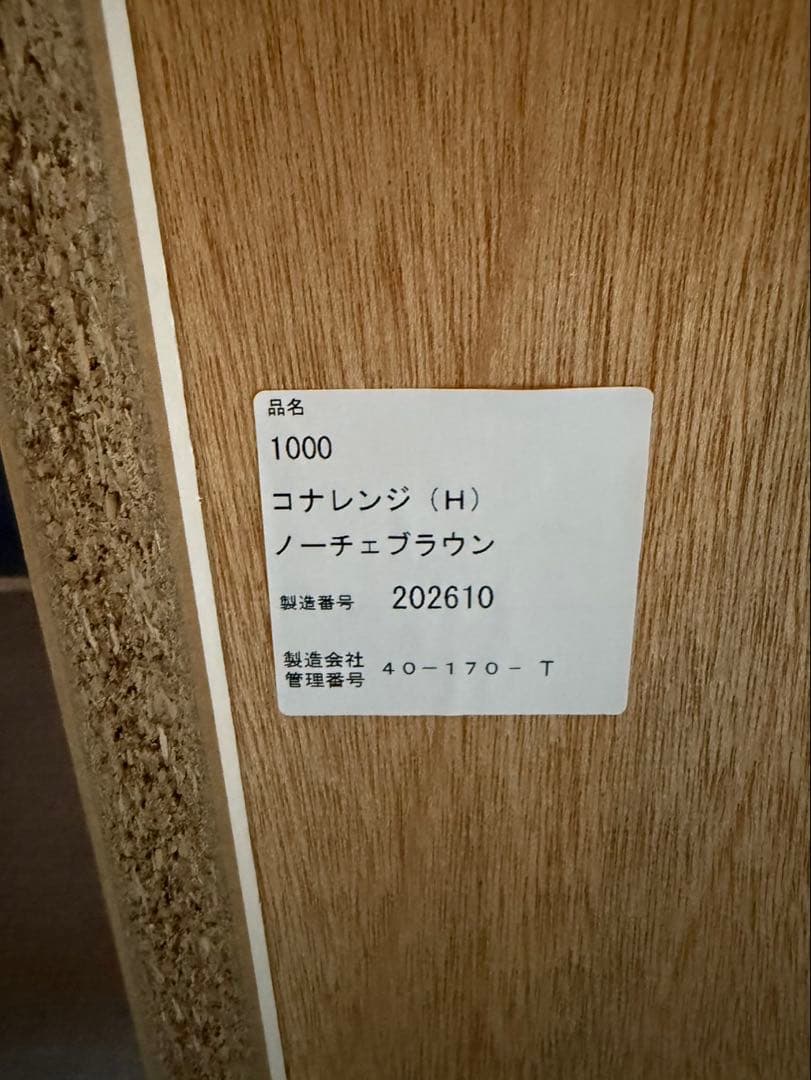 品名
1000
コナレンジ（H）
ノーチェブラウン
製造番号 202610
製造会社
管理番号 40-170- T